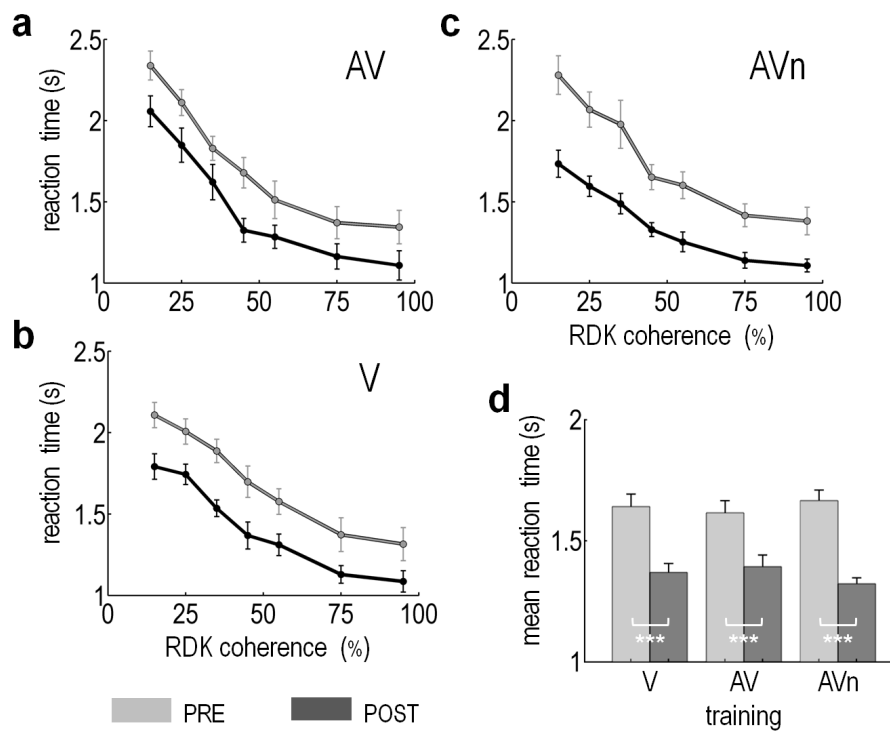 a
AV
reaction time (s)
2.5
2
1.5
1
0
25
50
75
100
c
AVn
2.5
2
1.5
1
0
25
50
75
100
RDK coherence (%)
b
V
reaction time (s)
2.5
2
1.5
1
0
25
50
75
100
RDK coherence (%)
d
mean reaction time (s)
2
1.5
1
*** *** ***
V AV AVn
training
PRE POST